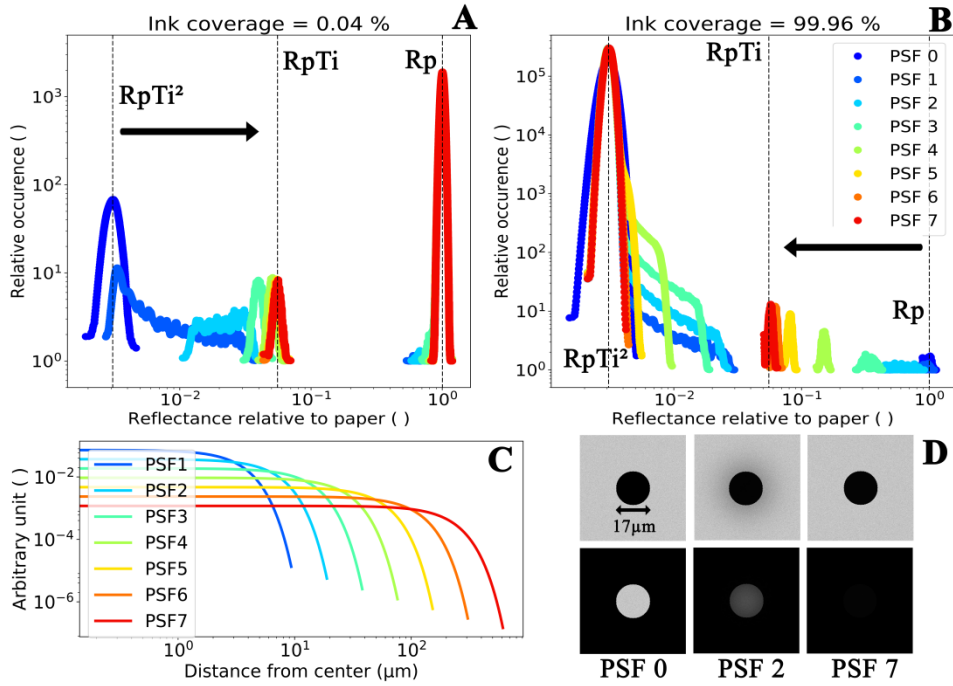 Ink coverage = 0.04 %
A
RpTi²
RpTi
Rp
Relative occurence ( )
10³
10²
10¹
10⁰
10⁻²
10⁻¹
10⁰
Reflectance relative to paper ( )
Ink coverage = 99.96 %
B
RpTi
PSF 0
PSF 1
PSF 2
PSF 3
PSF 4
PSF 5
PSF 6
PSF 7
Rp
RpTi²
Relative occurence ( )
10⁵
10⁴
10³
10²
10¹
10⁰
10⁻²
10⁻¹
10⁰
Reflectance relative to paper ( )
C
Arbitrary unit ( )
10⁻²
10⁻⁴
10⁻⁶
PSF1
PSF2
PSF3
PSF4
PSF5
PSF6
PSF7
10⁰
10¹
10²
Distance from center (μm)
D
17μm
PSF 0
PSF 2
PSF 7